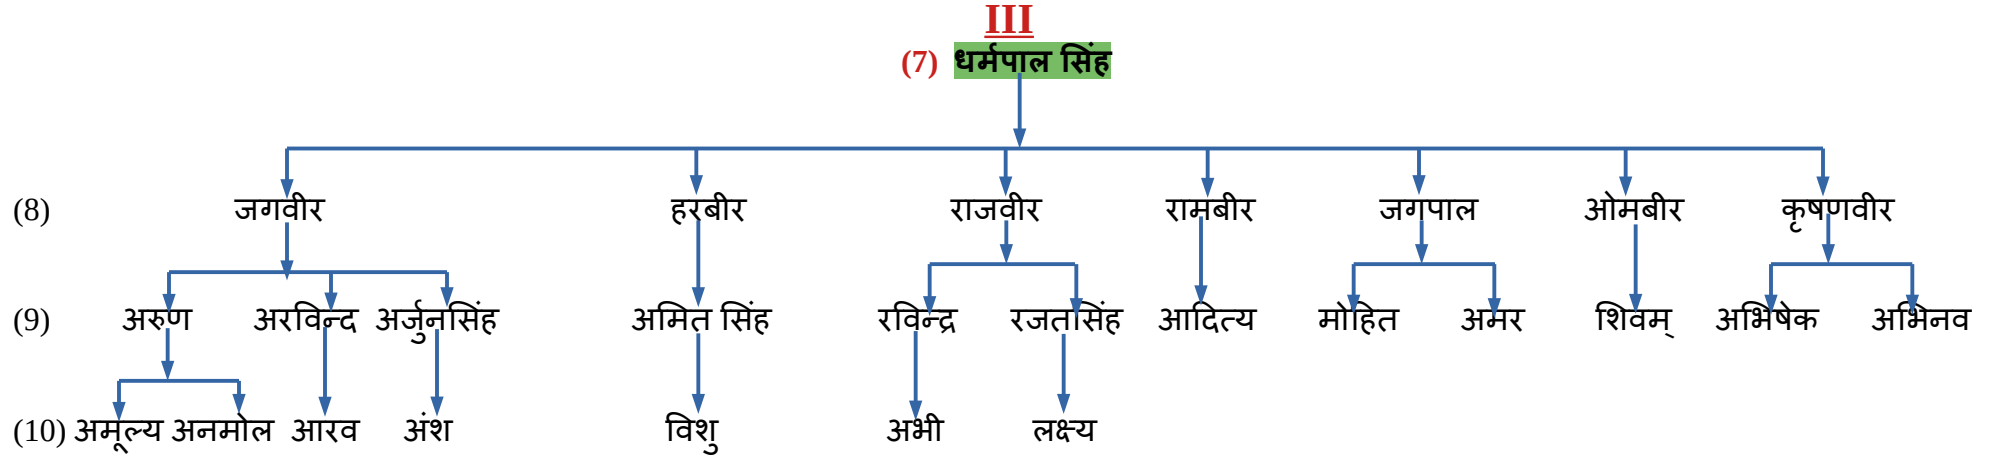 III
(7) धर्मपाल सिंह
(8) जगवीर हरबीर राजवीर रामबीर जगपाल ओमबीर कृषणवीर
(9) अरुण अरविन्द अर्जुनसिंह अमित सिंह रविन्द्र रजतसिंह आदित्य मोहित अमर शिवम् अभिषेक अभिनव
(10) अमूल्य अनमोल आरव अंश विशु अभी लक्ष्य